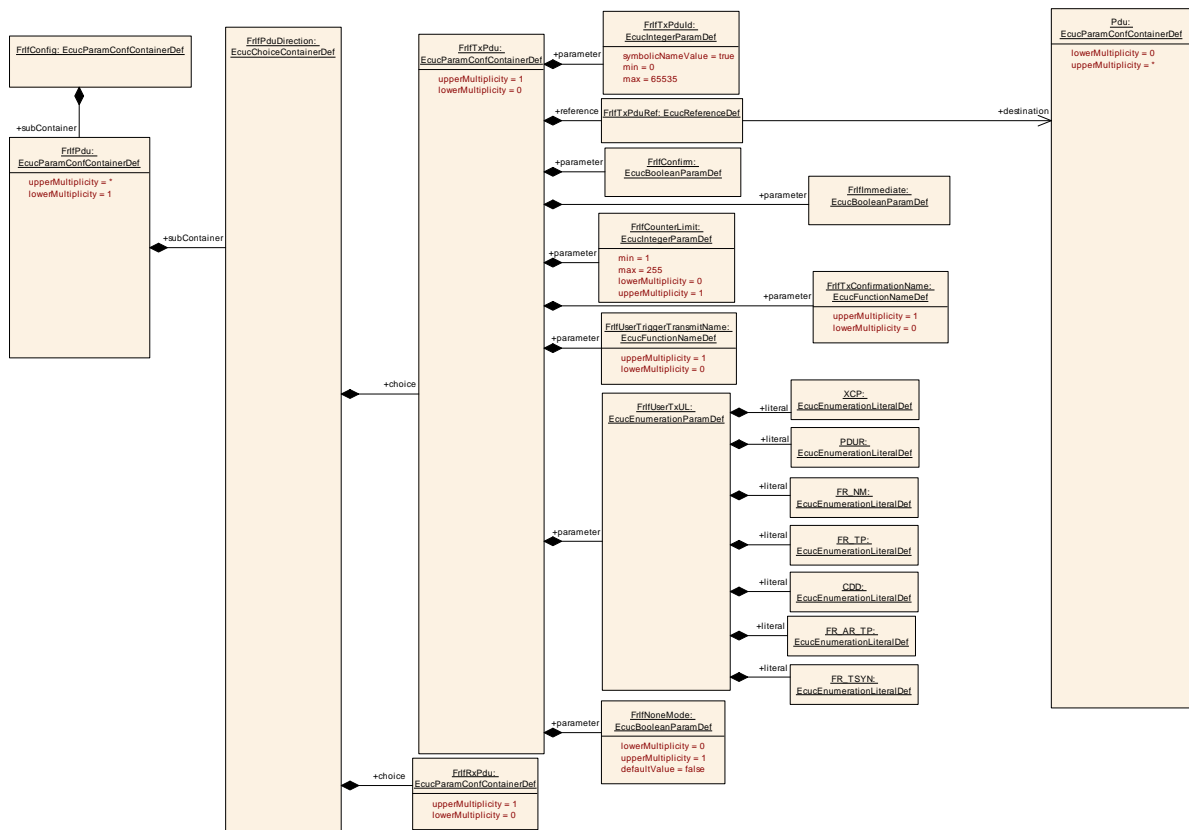 FrIfConfig: EcucParamConfContainerDef
+subContainer
FrIfPdu:
EcucParamConfContainerDef
upperMultiplicity = *
lowerMultiplicity = 1
+subContainer
FrIfPduDirection:
EcucChoiceContainerDef
+choice
FrIfTxPdu:
EcucParamConfContainerDef
upperMultiplicity = 1
lowerMultiplicity = 0
+parameter
FrIfTxPduId:
EcucIntegerParamDef
symbolicNameValue = true
min = 0
max = 65535
+reference
FrIfTxPduRef: EcucReferenceDef
+destination
Pdu:
EcucParamConfContainerDef
lowerMultiplicity = 0
upperMultiplicity = *
+parameter
FrIfConfirm:
EcucBooleanParamDef
+parameter
FrIfImmediate:
EcucBooleanParamDef
+parameter
FrIfCounterLimit:
EcucIntegerParamDef
min = 1
max = 255
lowerMultiplicity = 0
upperMultiplicity = 1
+parameter
FrIfTxConfirmationName:
EcucFunctionNameDef
upperMultiplicity = 1
lowerMultiplicity = 0
+parameter
FrIfUserTriggerTransmitName:
EcucFunctionNameDef
upperMultiplicity = 1
lowerMultiplicity = 0
+parameter
FrIfUserTxUL:
EcucEnumerationParamDef
+literal
XCP:
EcucEnumerationLiteralDef
+literal
PDUR:
EcucEnumerationLiteralDef
+literal
FR_NM:
EcucEnumerationLiteralDef
+literal
FR_TP:
EcucEnumerationLiteralDef
+literal
CDD:
EcucEnumerationLiteralDef
+literal
FR_AR_TP:
EcucEnumerationLiteralDef
+literal
FR_TSYN:
EcucEnumerationLiteralDef
+parameter
FrIfNoneMode:
EcucBooleanParamDef
lowerMultiplicity = 0
upperMultiplicity = 1
defaultValue = false
+choice
FrIfRxPdu:
EcucParamConfContainerDef
upperMultiplicity = 1
lowerMultiplicity = 0